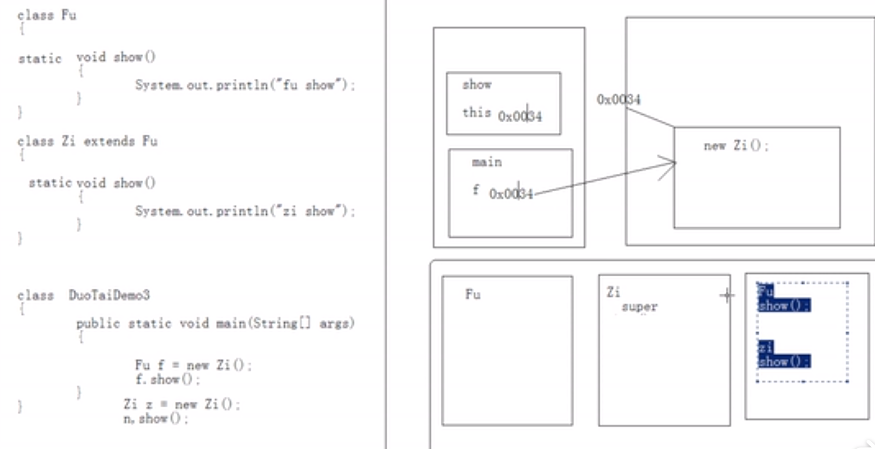 class Fu
{
static void show()
{
System.out.println("fu show");
}
}
class Zi extends Fu
{
static void show()
{
System.out.println("zi show");
}
}
class DuoTaiDemo3
{
public static void main(String[] args)
{
Fu f = new Zi();
f.show();
}
} Zi z = new Zi();
n,show();
show
this 0x0034
main
f 0x0034
0x0034
new Zi();
Fu
Zi
super
Fu
show();
zi
show();